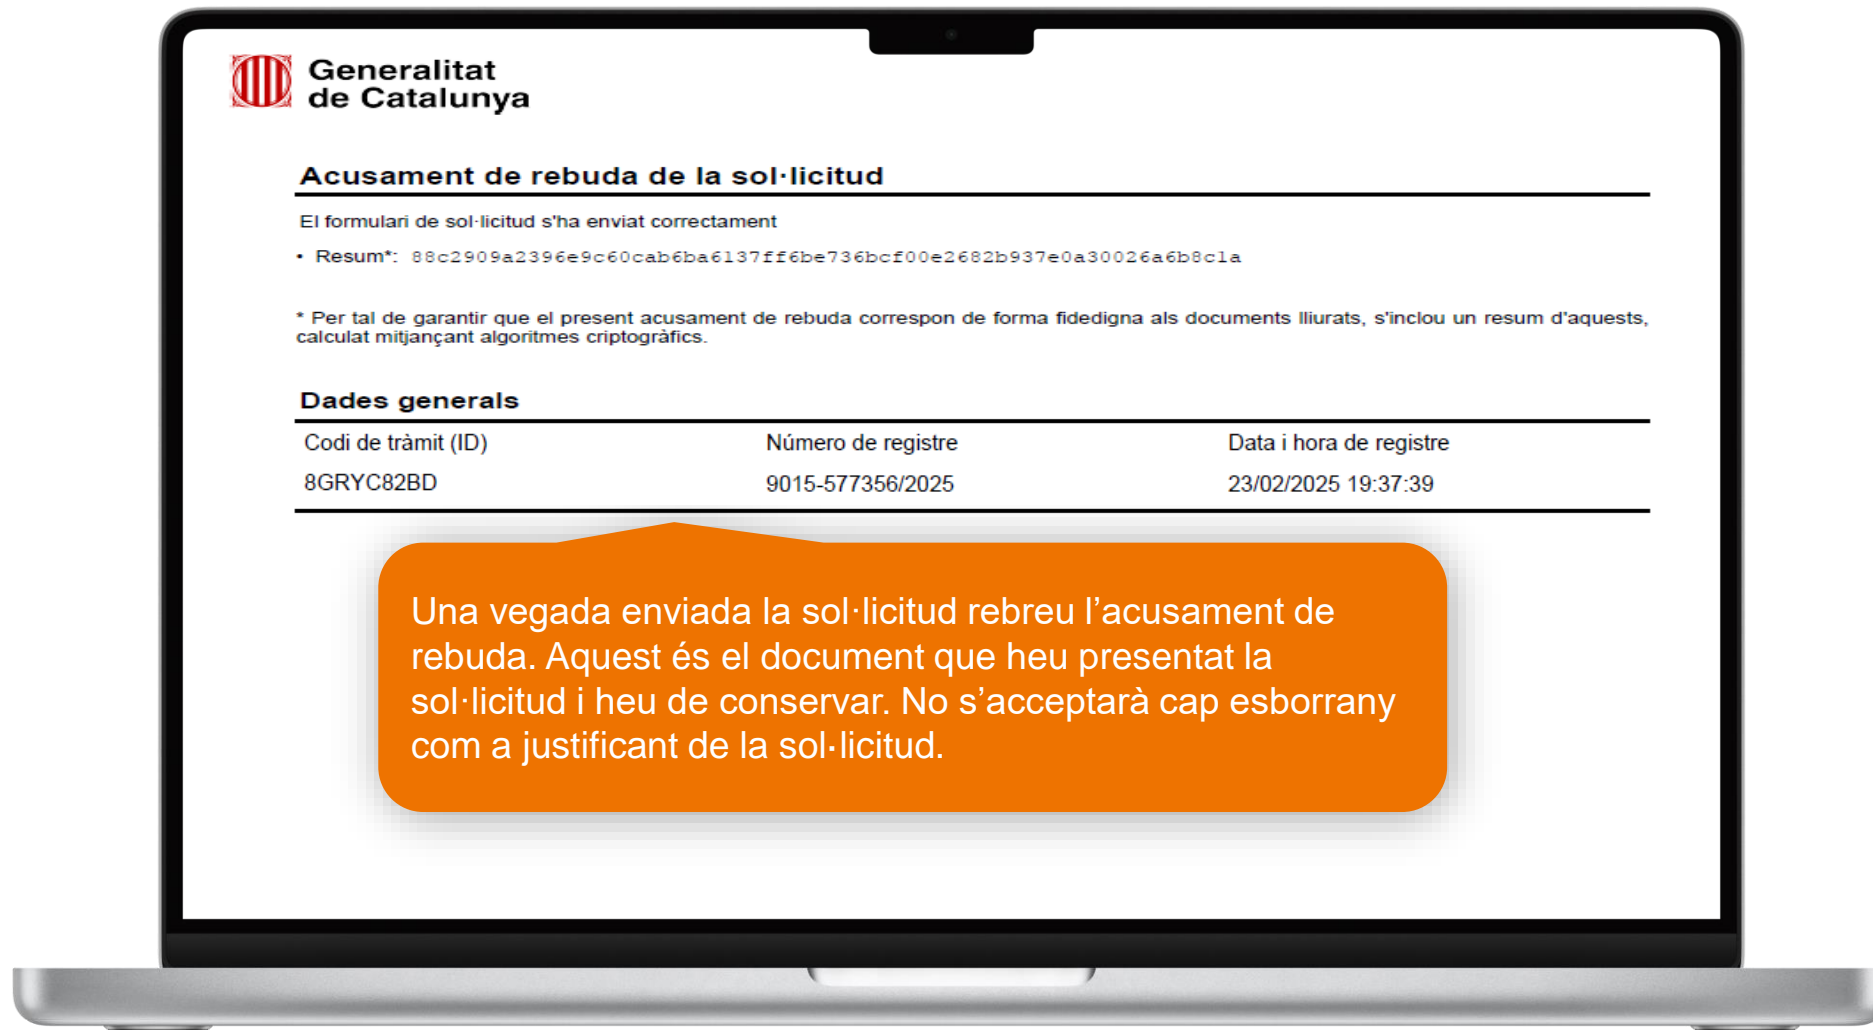 Generalitat
de Catalunya
Acusament de rebuda de la sol·licitud
El formulari de sol·licitud s'ha enviat correctament
• Resum*: 88c2909a2396e9c60cab6ba6137ff6be736bcf00e2682b937e0a30026a6b8c1a
* Per tal de garantir que el present acusament de rebuda correspon de forma fidedigna als documents lliurats, s'inclou un resum d'aquests,
calculat mitjançant algoritmes criptogràfics.
Dades generals
Codi de tràmit (ID) Número de registre Data i hora de registre
8GRYC82BD 9015-577356/2025 23/02/2025 19:37:39
Una vegada enviada la sol·licitud rebreu l’acusament de
rebuda. Aquest és el document que heu presentat la
sol·licitud i heu de conservar. No s’acceptarà cap esborrany
com a justificant de la sol·licitud.